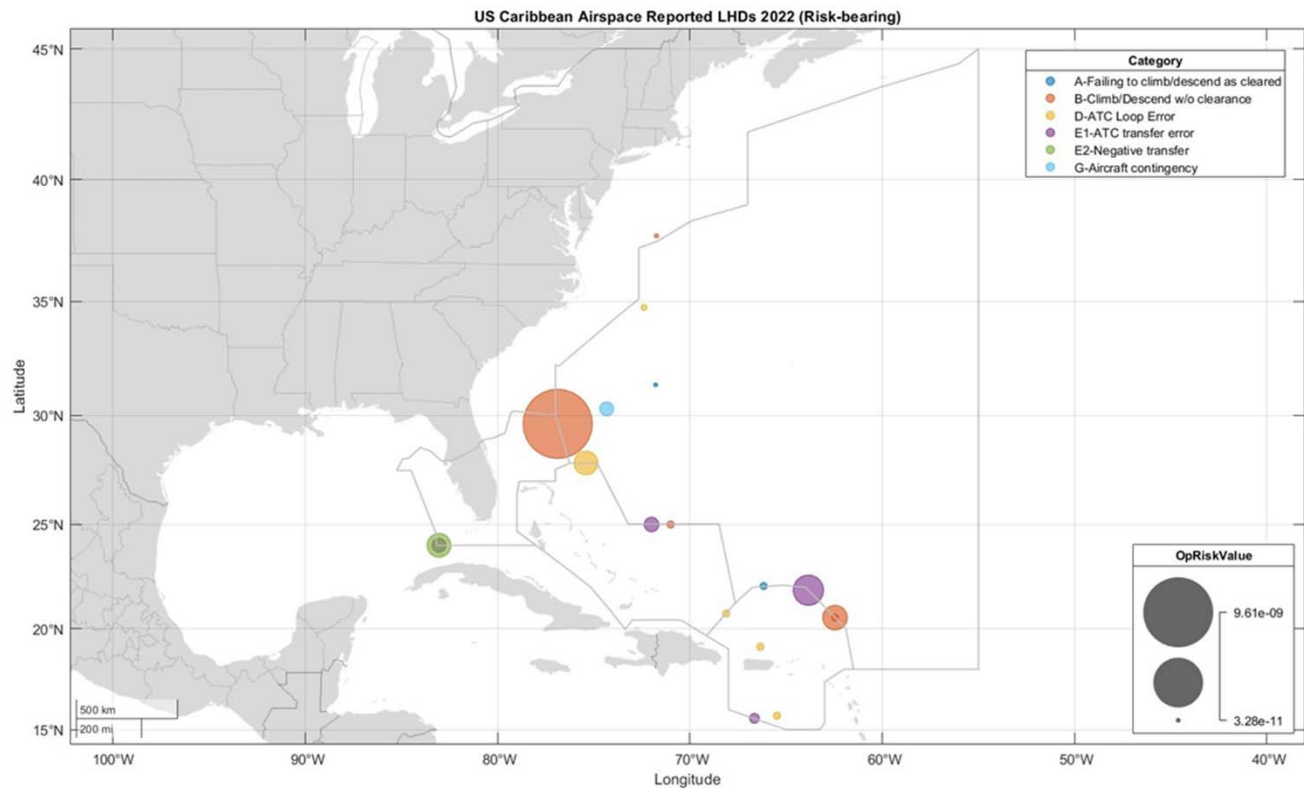 US Caribbean Airspace Reported LHDs 2022 (Risk-bearing)
45°N
40°N
35°N
30°N
25°N
20°N
15°N
Latitude
Category
A-Failing to climb/descend as cleared
B-Climb/Descend w/o clearance
D-ATC Loop Error
E1-ATC transfer error
E2-Negative transfer
G-Aircraft contingency
OpRiskValue
9.61e-09
3.28e-11
500 km
200 mi
100°W 90°W 80°W 70°W 60°W 50°W 40°W
Longitude